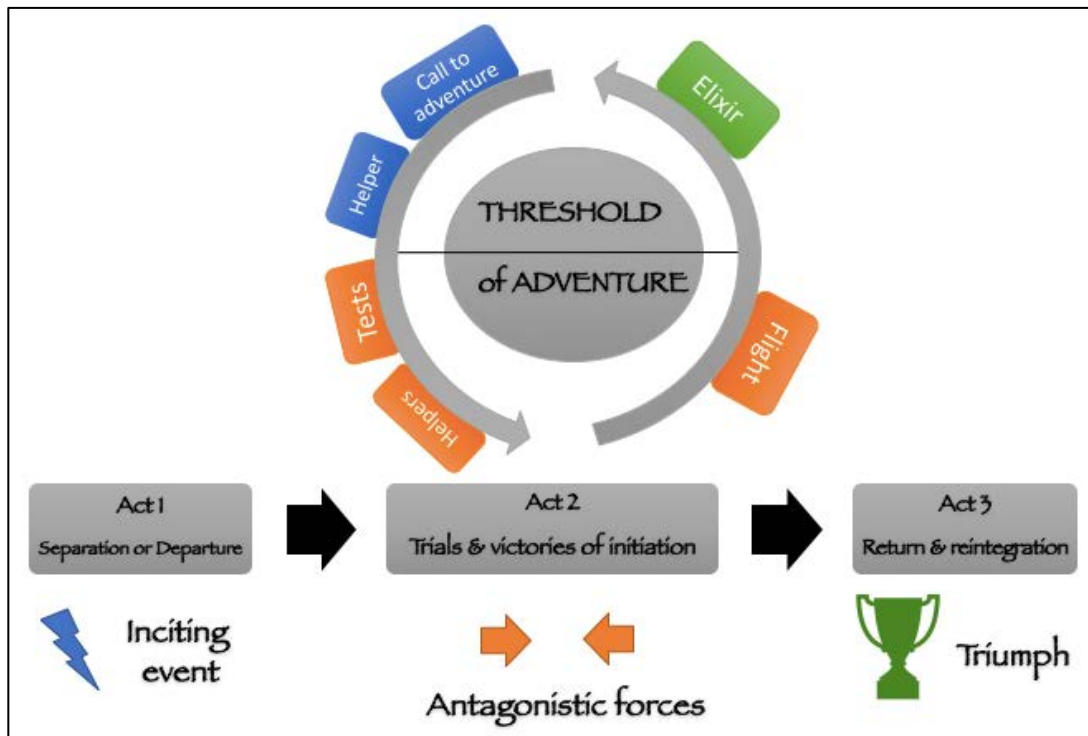 Call to
adventure
Elixir
Helper
THRESHOLD
of ADVENTURE
Tests
Flight
Helpers
Act 1
Separation or Departure
Act 2
Trials & victories of initiation
Act 3
Return & reintegration
Inciting
event
Antagonistic forces
Triumph